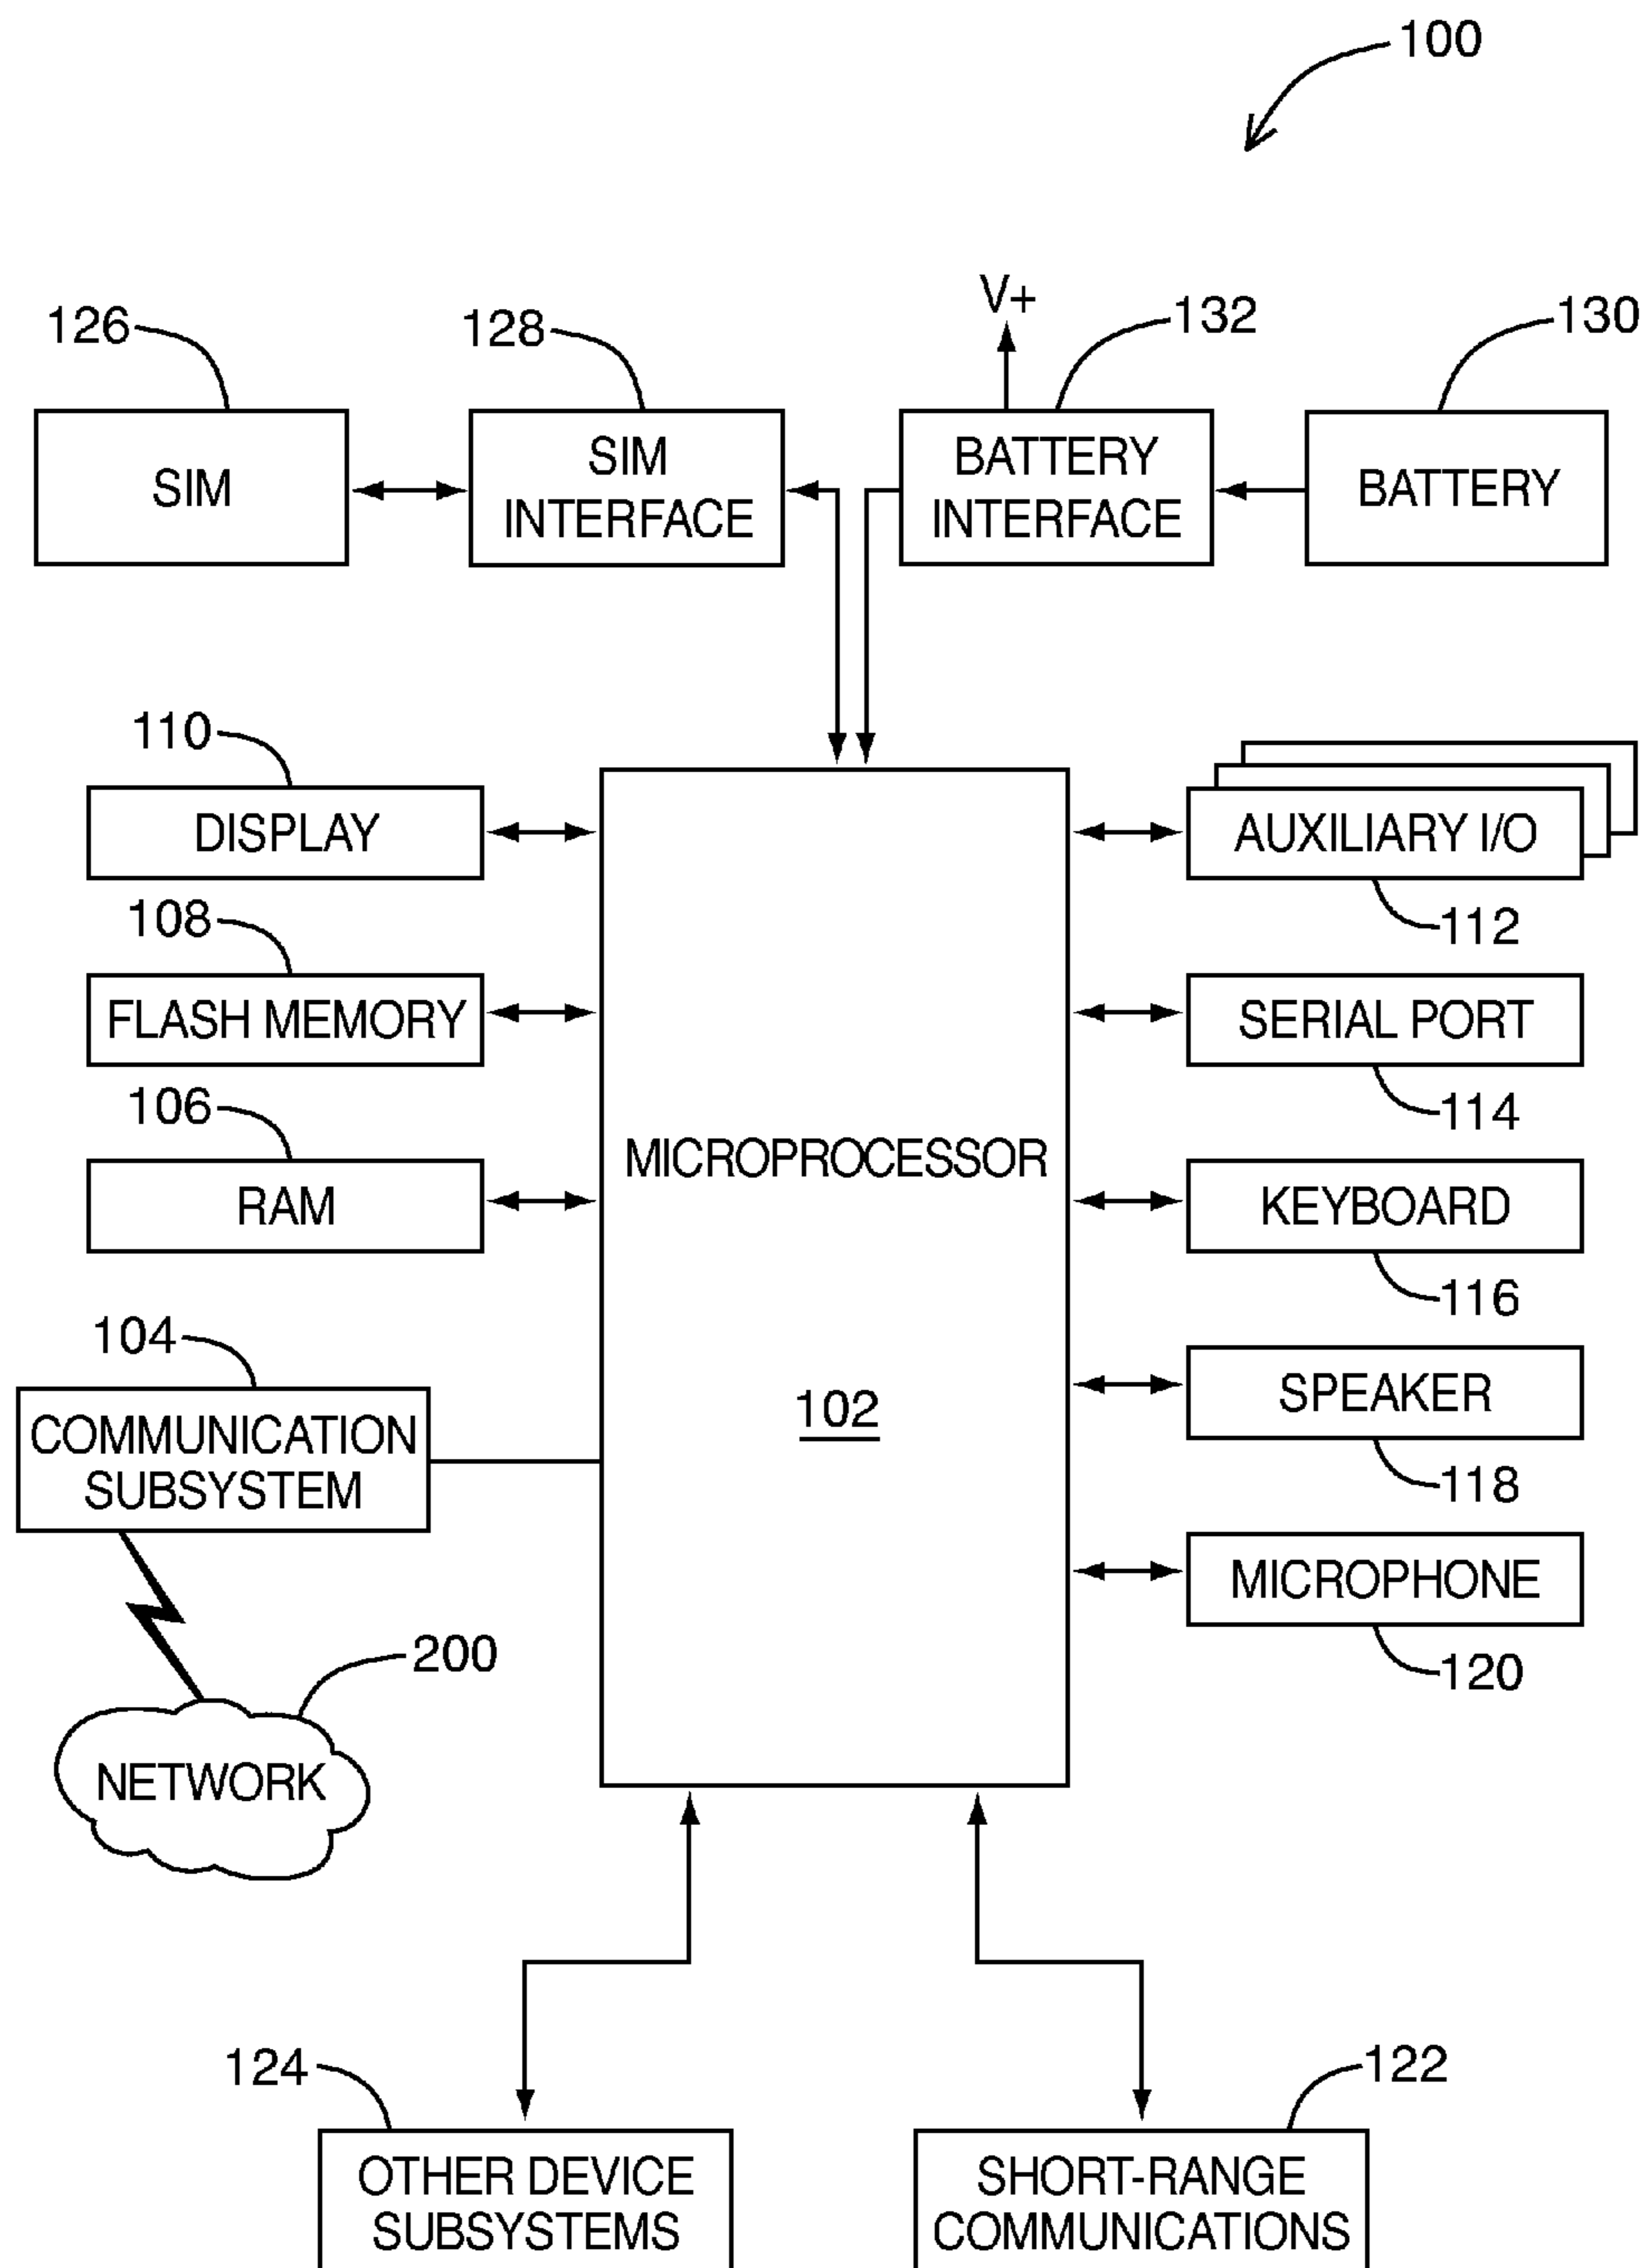 100
V+
126
128
132
130
SIM
SIM
INTERFACE
BATTERY
INTERFACE
BATTERY
110
DISPLAY
AUXILIARY I/O
112
108
FLASH MEMORY
SERIAL PORT
114
106
RAM
MICROPROCESSOR
102
KEYBOARD
116
104
COMMUNICATION
SUBSYSTEM
SPEAKER
118
MICROPHONE
120
200
NETWORK
124
122
OTHER DEVICE
SUBSYSTEMS
SHORT-RANGE
COMMUNICATIONS